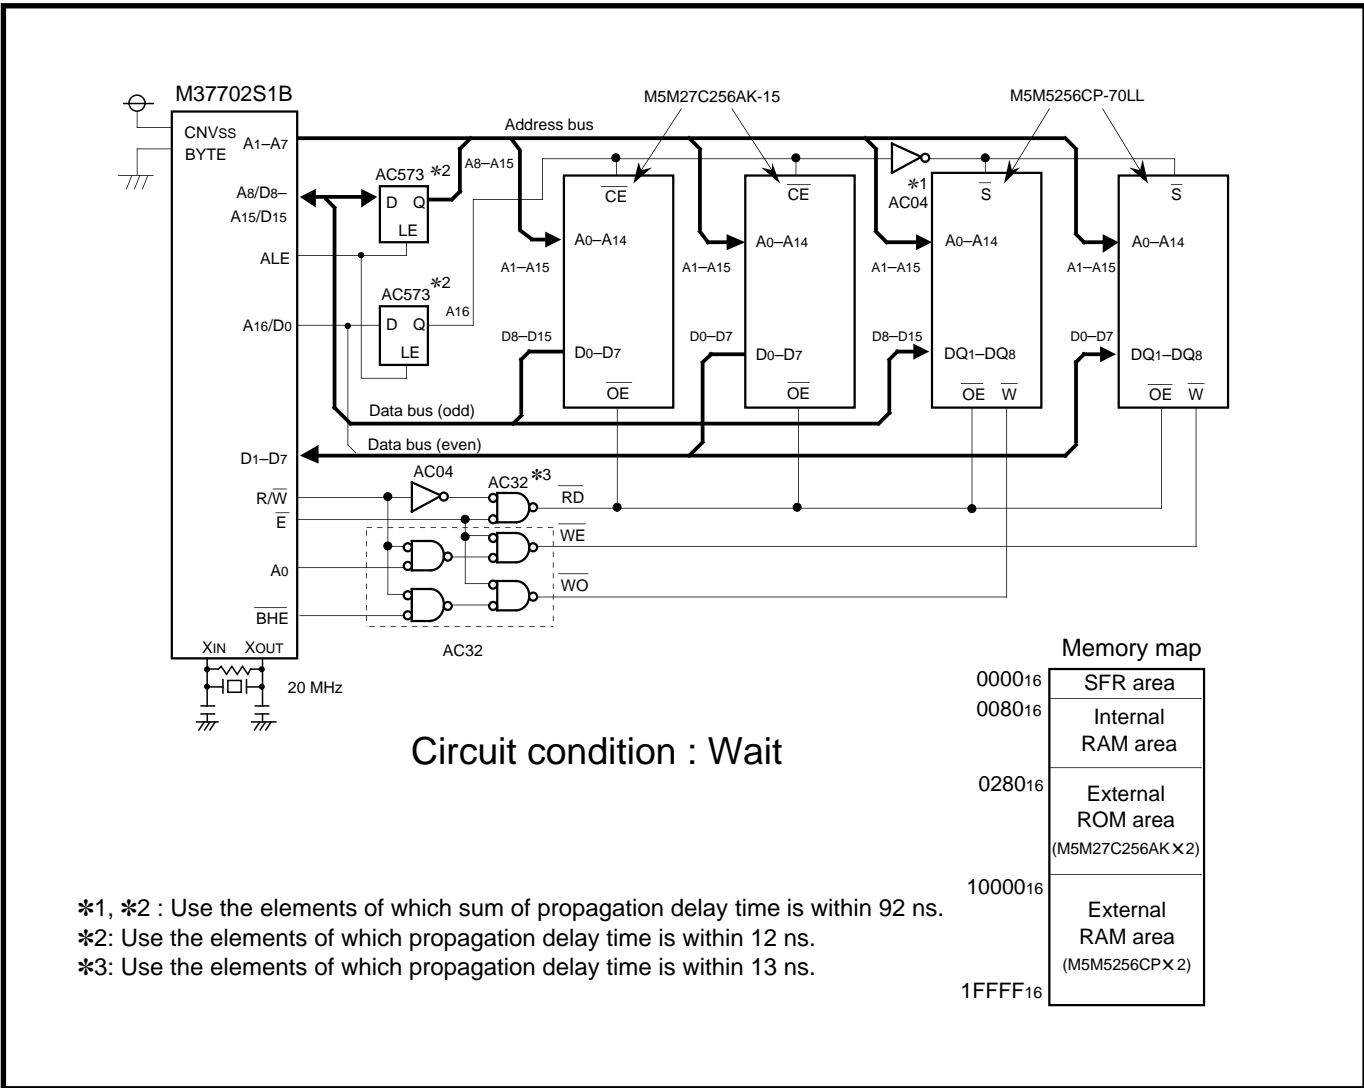 M37702S1B
M5M27C256AK-15
M5M5256CP-70LL
CNVSS
BYTE
A1–A7
Address bus
A8–A15
A8/D8–
A15/D15
AC573 ✻2
D Q
LE
ALE
AC573 ✻2
A16
A16/D0
D Q
LE
CE
A0–A14
A1–A15
D8–D15
D0–D7
OE
CE
A0–A14
A1–A15
D0–D7
D0–D7
OE
✻1
AC04
S
A0–A14
A1–A15
D8–D15
DQ1–DQ8
OE W
S
A0–A14
A1–A15
D0–D7
DQ1–DQ8
OE W
Data bus (odd)
Data bus (even)
D1–D7
AC04
AC32 ✻3
R/W
RD
E
WE
A0
WO
BHE
AC32
XIN XOUT
20 MHz
Circuit condition : Wait
Memory map
000016
SFR area
008016
Internal
RAM area
028016
External
ROM area
(M5M27C256AK✕2)
1000016
External
RAM area
(M5M5256CP✕2)
1FFFF16
✻1, ✻2 : Use the elements of which sum of propagation delay time is within 92 ns.
✻2: Use the elements of which propagation delay time is within 12 ns.
✻3: Use the elements of which propagation delay time is within 13 ns.